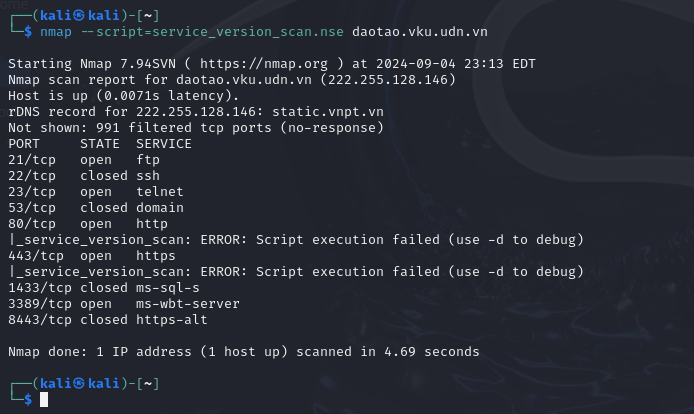 ome
┌──(kali㉿kali)-[~]
└─$ nmap --script=service_version_scan.nse daotao.vku.udn.vn
Starting Nmap 7.94SVN ( https://nmap.org ) at 2024-09-04 23:13 EDT
Nmap scan report for daotao.vku.udn.vn (222.255.128.146)
Host is up (0.0071s latency).
rDNS record for 222.255.128.146: static.vnpt.vn
Not shown: 991 filtered tcp ports (no-response)
PORT     STATE  SERVICE
21/tcp   open   ftp
22/tcp   closed ssh
23/tcp   open   telnet
53/tcp   closed domain
80/tcp   open   http
|_service_version_scan: ERROR: Script execution failed (use -d to debug)
443/tcp  open   https
|_service_version_scan: ERROR: Script execution failed (use -d to debug)
1433/tcp closed ms-sql-s
3389/tcp open   ms-wbt-server
8443/tcp closed https-alt
Nmap done: 1 IP address (1 host up) scanned in 4.69 seconds
┌──(kali㉿kali)-[~]
└─$